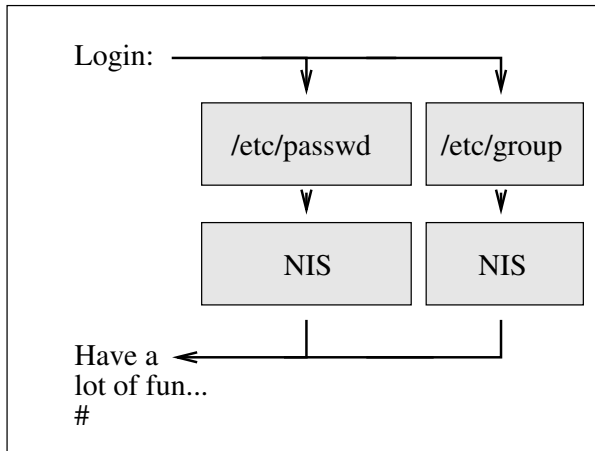 Login:
/etc/passwd
/etc/group
NIS
NIS
Have a
lot of fun...
#